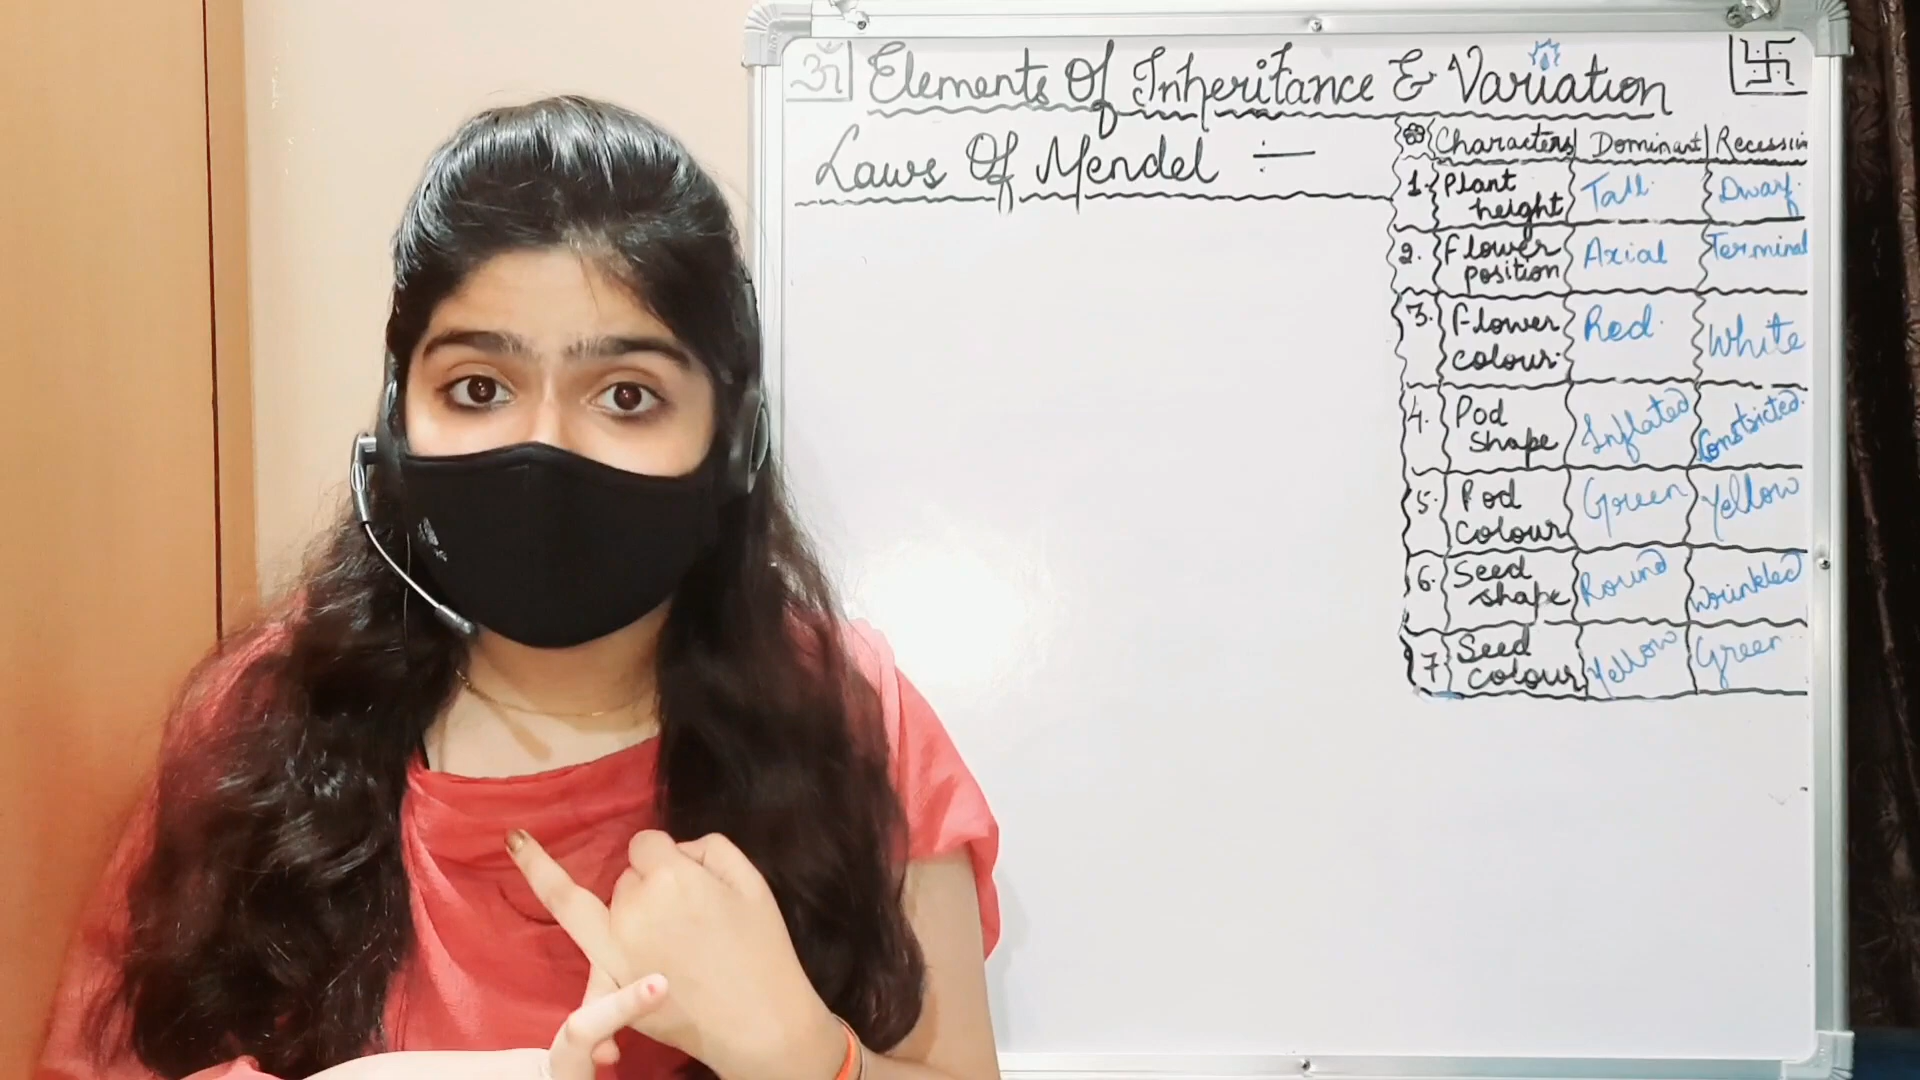 ॐ Elements Of Inheritance & Variation 卐
Laws Of Mendel :-
Characters Dominant Recessiv
1. Plant height Tall. Dwarf.
2. Flower position Axial Terminal
3. Flower colour. Red. White
4. Pod Shape Inflated Constricted.
5. Pod Colour Green Yellow
6. Seed shape Round Wrinkled
7 Seed colour Yellow Green